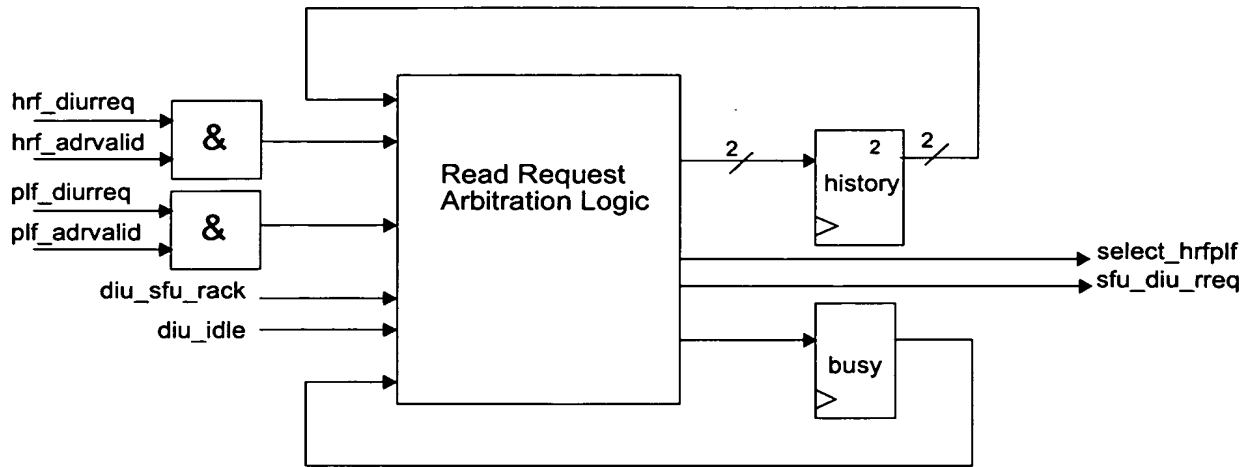 hrf_diurreq
hrf_adrvalid
&
plf_diurreq
plf_adrvalid
&
diu_sfu_rack
diu_idle
Read Request
Arbitration Logic
2
2
2
history
select_hrfplf
sfu_diu_rreq
busy